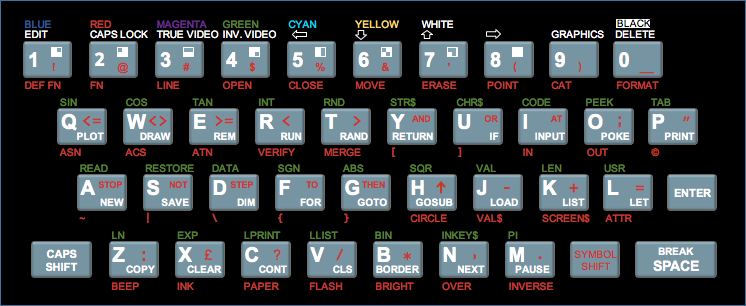 BLUE RED MAGENTA GREEN CYAN YELLOW WHITE BLACK
EDIT CAPS LOCK TRUE VIDEO INV. VIDEO ⇦ ⇩ ⇧ ⇨ GRAPHICS DELETE
1 ! 2 @ 3 # 4 $ 5 % 6 & 7 ' 8 ( 9 ) 0 _
DEF FN FN LINE OPEN CLOSE MOVE ERASE POINT CAT FORMAT
SIN COS TAN INT RND STR$ CHR$ CODE PEEK TAB
Q <= W <> E >= R < T > Y AND U OR I AT O ; P "
PLOT DRAW REM RUN RAND RETURN IF INPUT POKE PRINT
ASN ACS ATN VERIFY MERGE [ ] IN OUT ©
READ RESTORE DATA SGN ABS SQR VAL LEN USR
A STOP S NOT D STEP F TO G THEN H ↑ J - K + L = ENTER
NEW SAVE DIM FOR GOTO GOSUB LOAD LIST LET
~ | \ { } CIRCLE VAL$ SCREEN$ ATTR
LN EXP LPRINT LLIST BIN INKEY$ PI
CAPS SHIFT Z : X £ C ? V / B * N , M . SYMBOL SHIFT BREAK SPACE
COPY CLEAR CONT CLS BORDER NEXT PAUSE
BEEP INK PAPER FLASH BRIGHT OVER INVERSE